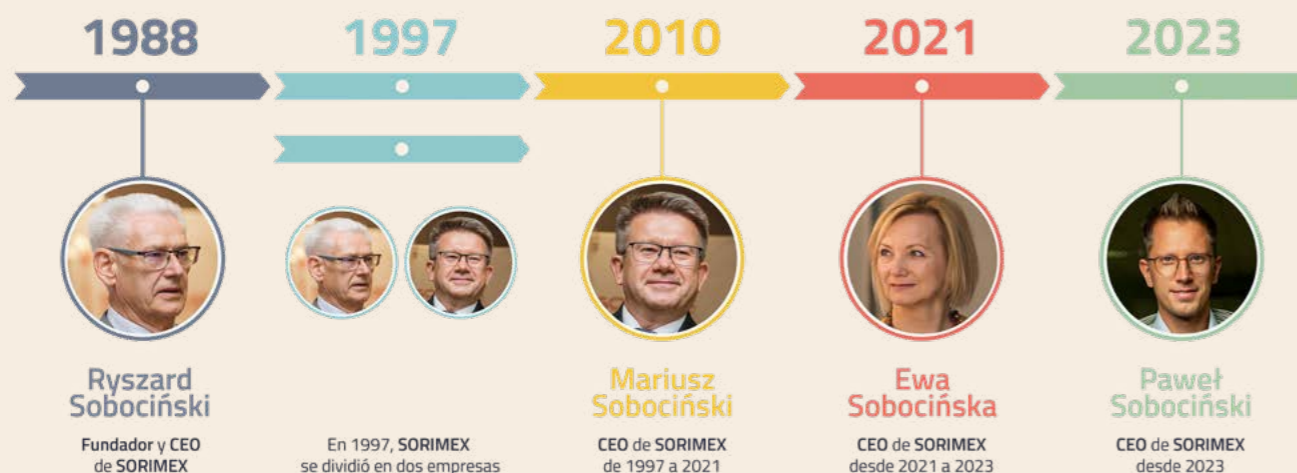 1988
1997
2010
2021
2023
Ryszard
Sobociński
Mariusz
Sobociński
Ewa
Sobocińska
Paweł
Sobociński
Fundador y CEO
de SORIMEX
En 1997, SORIMEX
se dividió en dos empresas
CEO de SORIMEX
de 1997 a 2021
CEO de SORIMEX
desde 2021 a 2023
CEO de SORIMEX
desde 2023